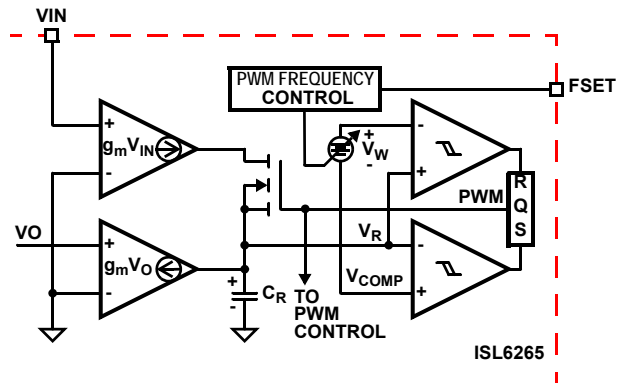 VIN
PWM FREQUENCY
CONTROL
FSET
+
gmVIN
-
+
VW
-
-
+
PWM
R
Q
S
VO
+
gmVO
-
VR
-
VCOMP
+
+
-
CR
TO
PWM
CONTROL
ISL6265